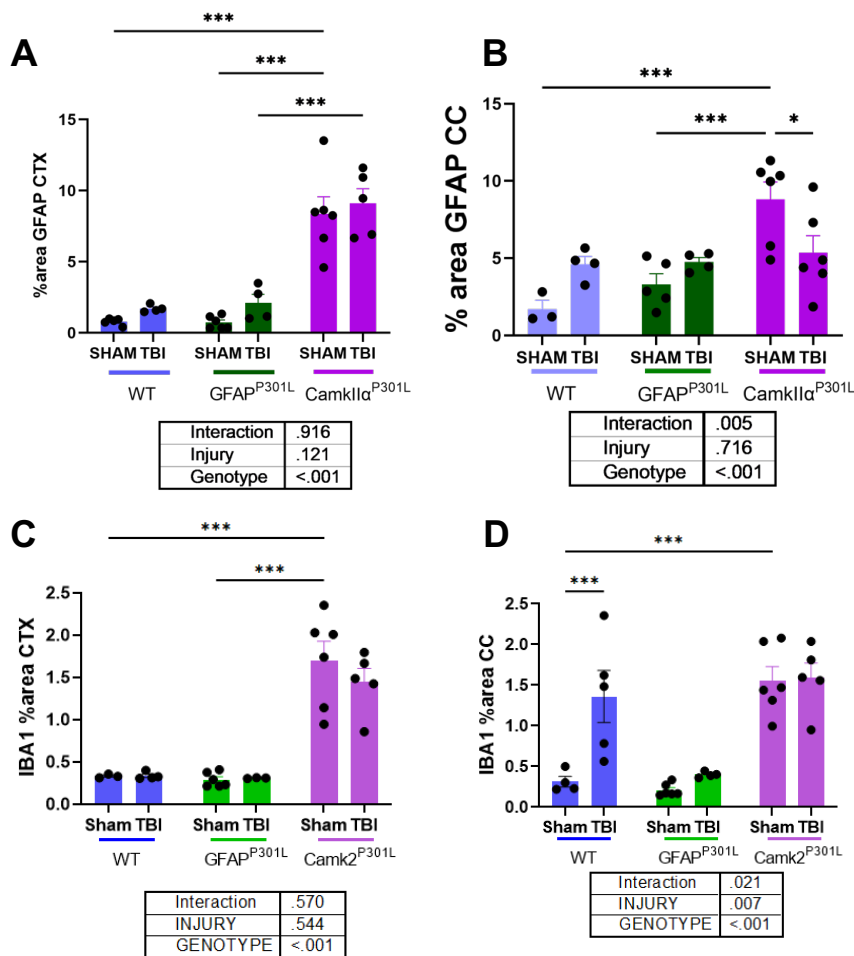 A
***
***
***
%area GFAP CTX
15
10
5
0
SHAM TBI SHAM TBI SHAM TBI
WT GFAP^P301L CamkIIα^P301L
Interaction .916
Injury .121
Genotype <.001
B
***
*** *
% area GFAP CC
15
10
5
0
SHAM TBI SHAM TBI SHAM TBI
WT GFAP^P301L CamkIIα^P301L
Interaction .005
Injury .716
Genotype <.001
C
***
***
IBA1 %area CTX
2.5
2.0
1.5
1.0
0.5
0.0
Sham TBI Sham TBI Sham TBI
WT GFAP^P301L Camk2^P301L
Interaction .570
INJURY .544
GENOTYPE <.001
D
***
***
IBA1 %area CC
2.5
2.0
1.5
1.0
0.5
0.0
Sham TBI Sham TBI Sham TBI
WT GFAP^P301L Camk2^P301L
Interaction .021
INJURY .007
GENOTYPE <.001